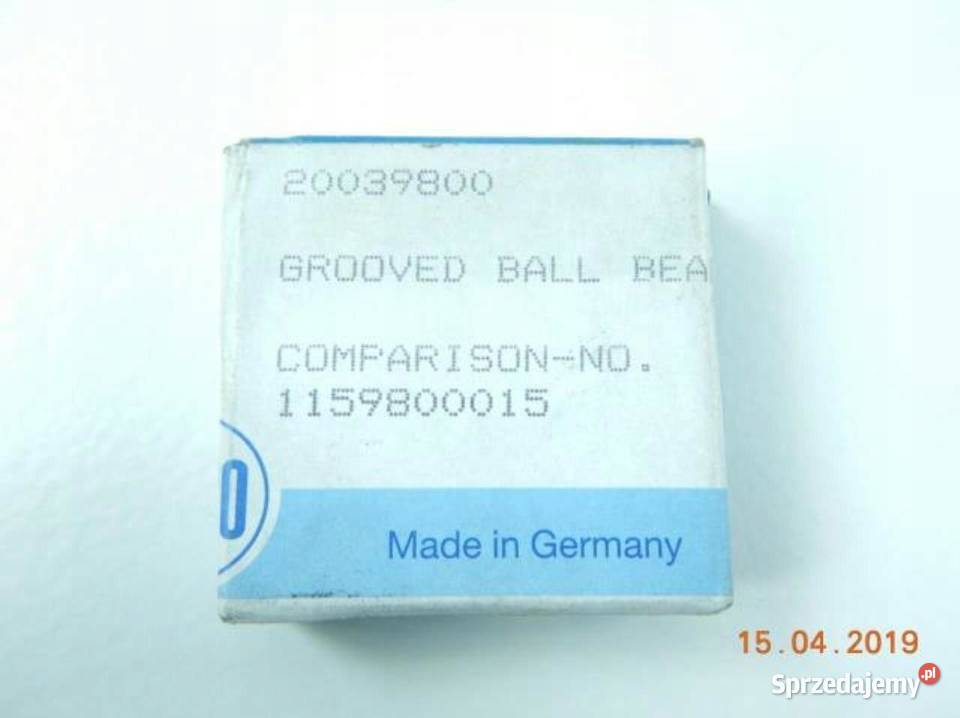 20039800
GROOVED BALL BEA
COMPARISON-NO.
1159800015
Made in Germany
15.04.2019
Sprzedajemy.pl